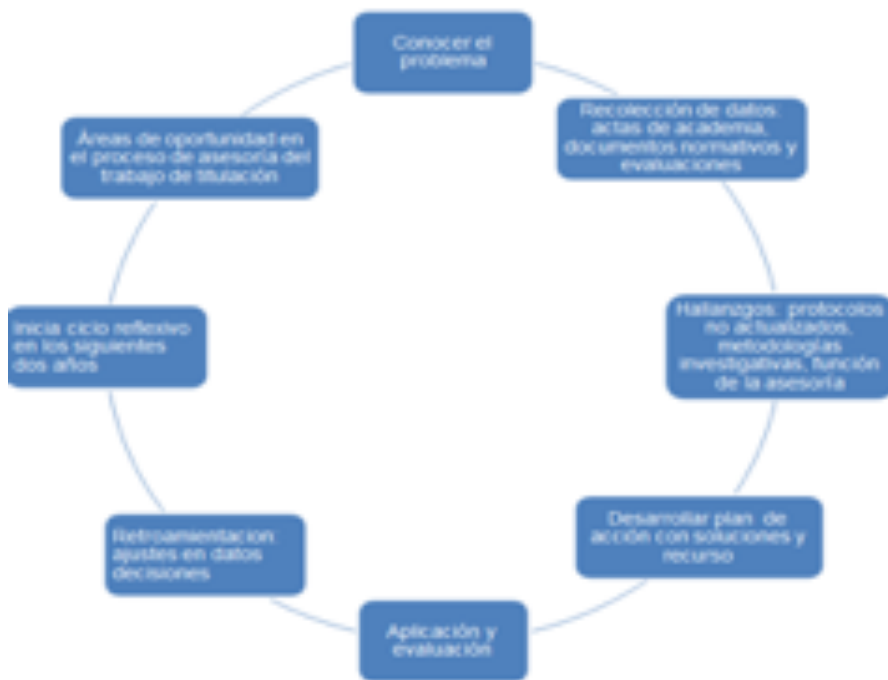 Conocer el
problema
Recolección de datos:
actas de academia,
documentos normativos y
evaluaciones
Hallanzgos: protocolos
no actualizados,
metodologías
investigativas, función
de la asesoría
Desarrollar plan de
acción con soluciones y
recurso
Aplicación y
evaluación
Retroamientacion:
ajustes en datos
decisiones
Inicia ciclo reflexivo
en los siguientes
dos años
Áreas de oportunidad en
el proceso de asesoría del
trabajo de titulación